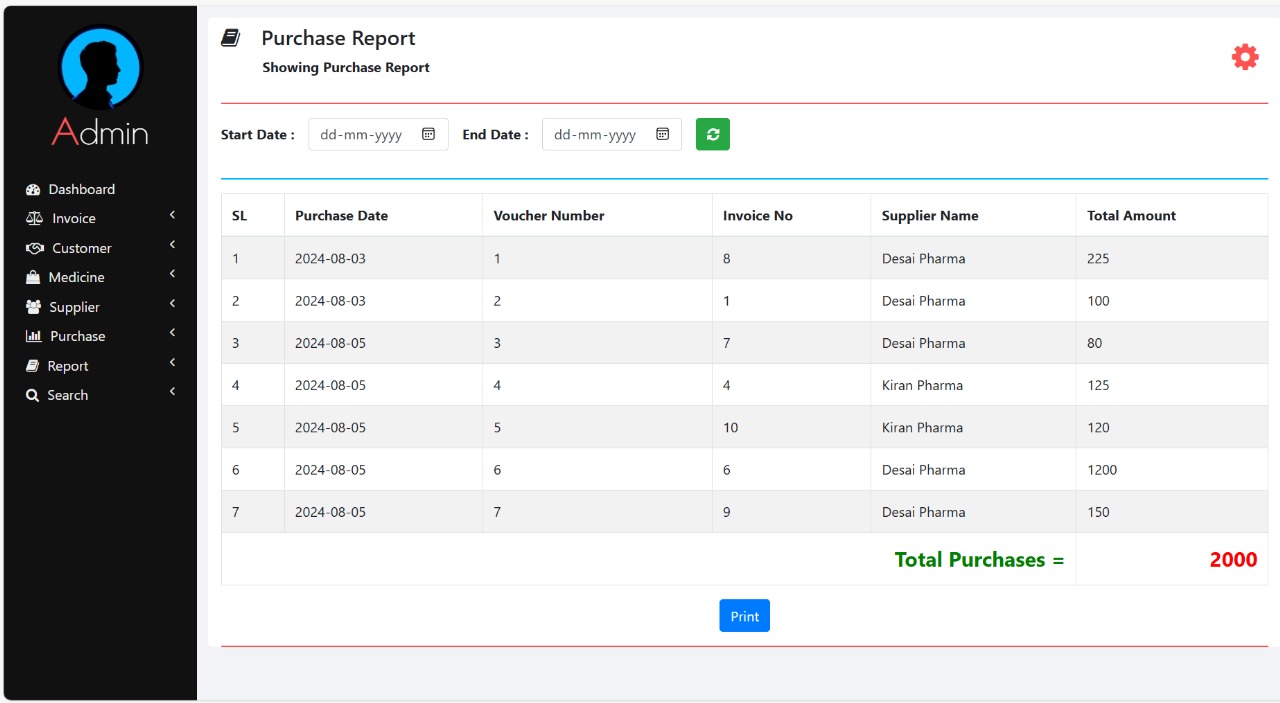 Admin
Dashboard
Invoice
Customer
Medicine
Supplier
Purchase
Report
Search
Purchase Report
Showing Purchase Report
Start Date : dd-mm-yyyy End Date : dd-mm-yyyy
SL Purchase Date Voucher Number Invoice No Supplier Name Total Amount
1 2024-08-03 1 8 Desai Pharma 225
2 2024-08-03 2 1 Desai Pharma 100
3 2024-08-05 3 7 Desai Pharma 80
4 2024-08-05 4 4 Kiran Pharma 125
5 2024-08-05 5 10 Kiran Pharma 120
6 2024-08-05 6 6 Desai Pharma 1200
7 2024-08-05 7 9 Desai Pharma 150
Total Purchases = 2000
Print